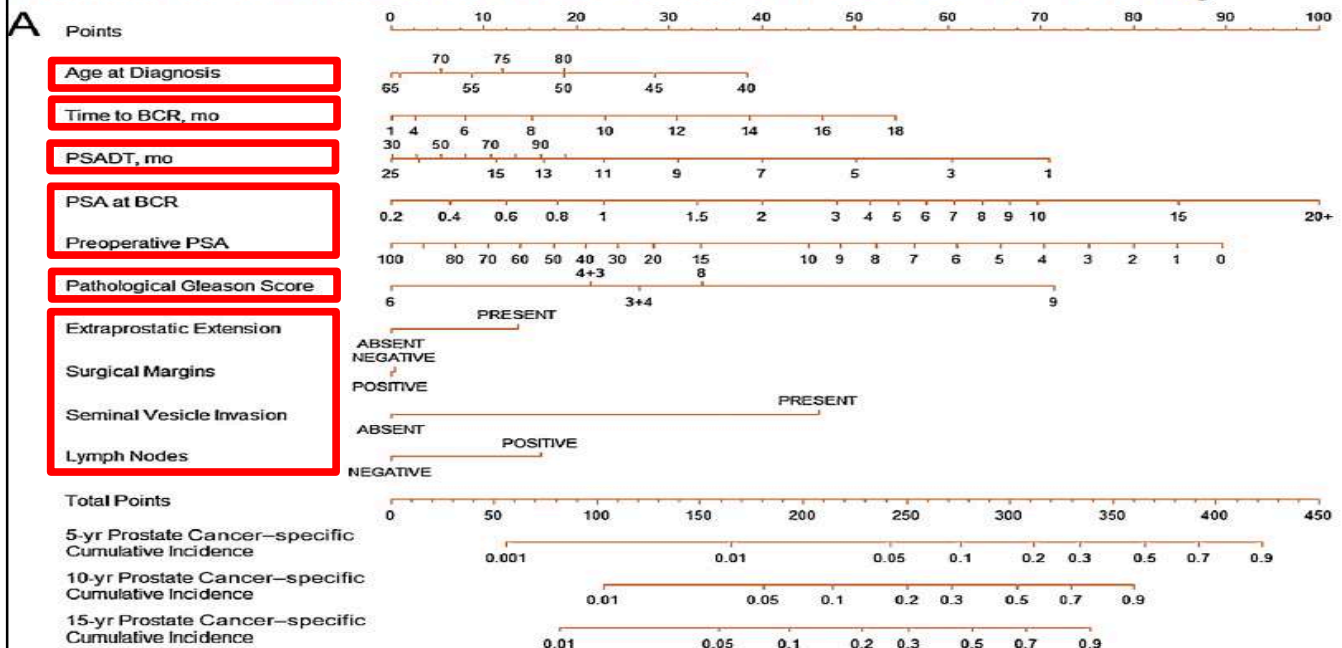 A
Points 0 10 20 30 40 50 60 70 80 90 100
70 75 80
Age at Diagnosis
65 55 50 45 40
Time to BCR, mo
1 4 6 8 10 12 14 16 18
30 50 70 90
PSADT, mo
25 15 13 11 9 7 5 3 1
PSA at BCR
0.2 0.4 0.6 0.8 1 1.5 2 3 4 5 6 7 8 9 10 15 20+
Preoperative PSA
100 80 70 60 50 40 30 20 15 10 9 8 7 6 5 4 3 2 1 0
4+3 8
Pathological Gleason Score
6 3+4 9
PRESENT
Extraprostatic Extension
ABSENT
NEGATIVE
Surgical Margins
POSITIVE
PRESENT
Seminal Vesicle Invasion
ABSENT
POSITIVE
Lymph Nodes
NEGATIVE
Total Points
0 50 100 150 200 250 300 350 400 450
5-yr Prostate Cancer–specific
Cumulative Incidence
0.001 0.01 0.05 0.1 0.2 0.3 0.5 0.7 0.9
10-yr Prostate Cancer–specific
Cumulative Incidence
0.01 0.05 0.1 0.2 0.3 0.5 0.7 0.9
15-yr Prostate Cancer–specific
Cumulative Incidence
0.01 0.05 0.1 0.2 0.3 0.5 0.7 0.9